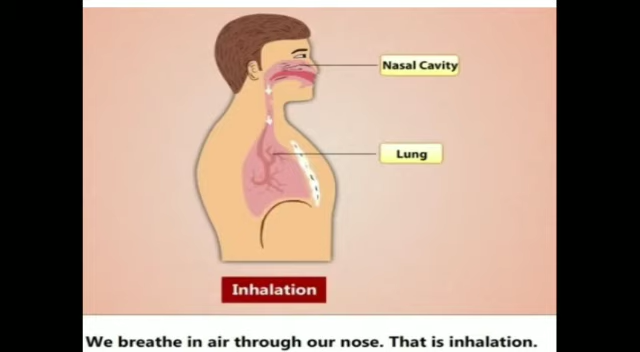 Nasal Cavity
Lung
Inhalation
We breathe in air through our nose. That is inhalation.